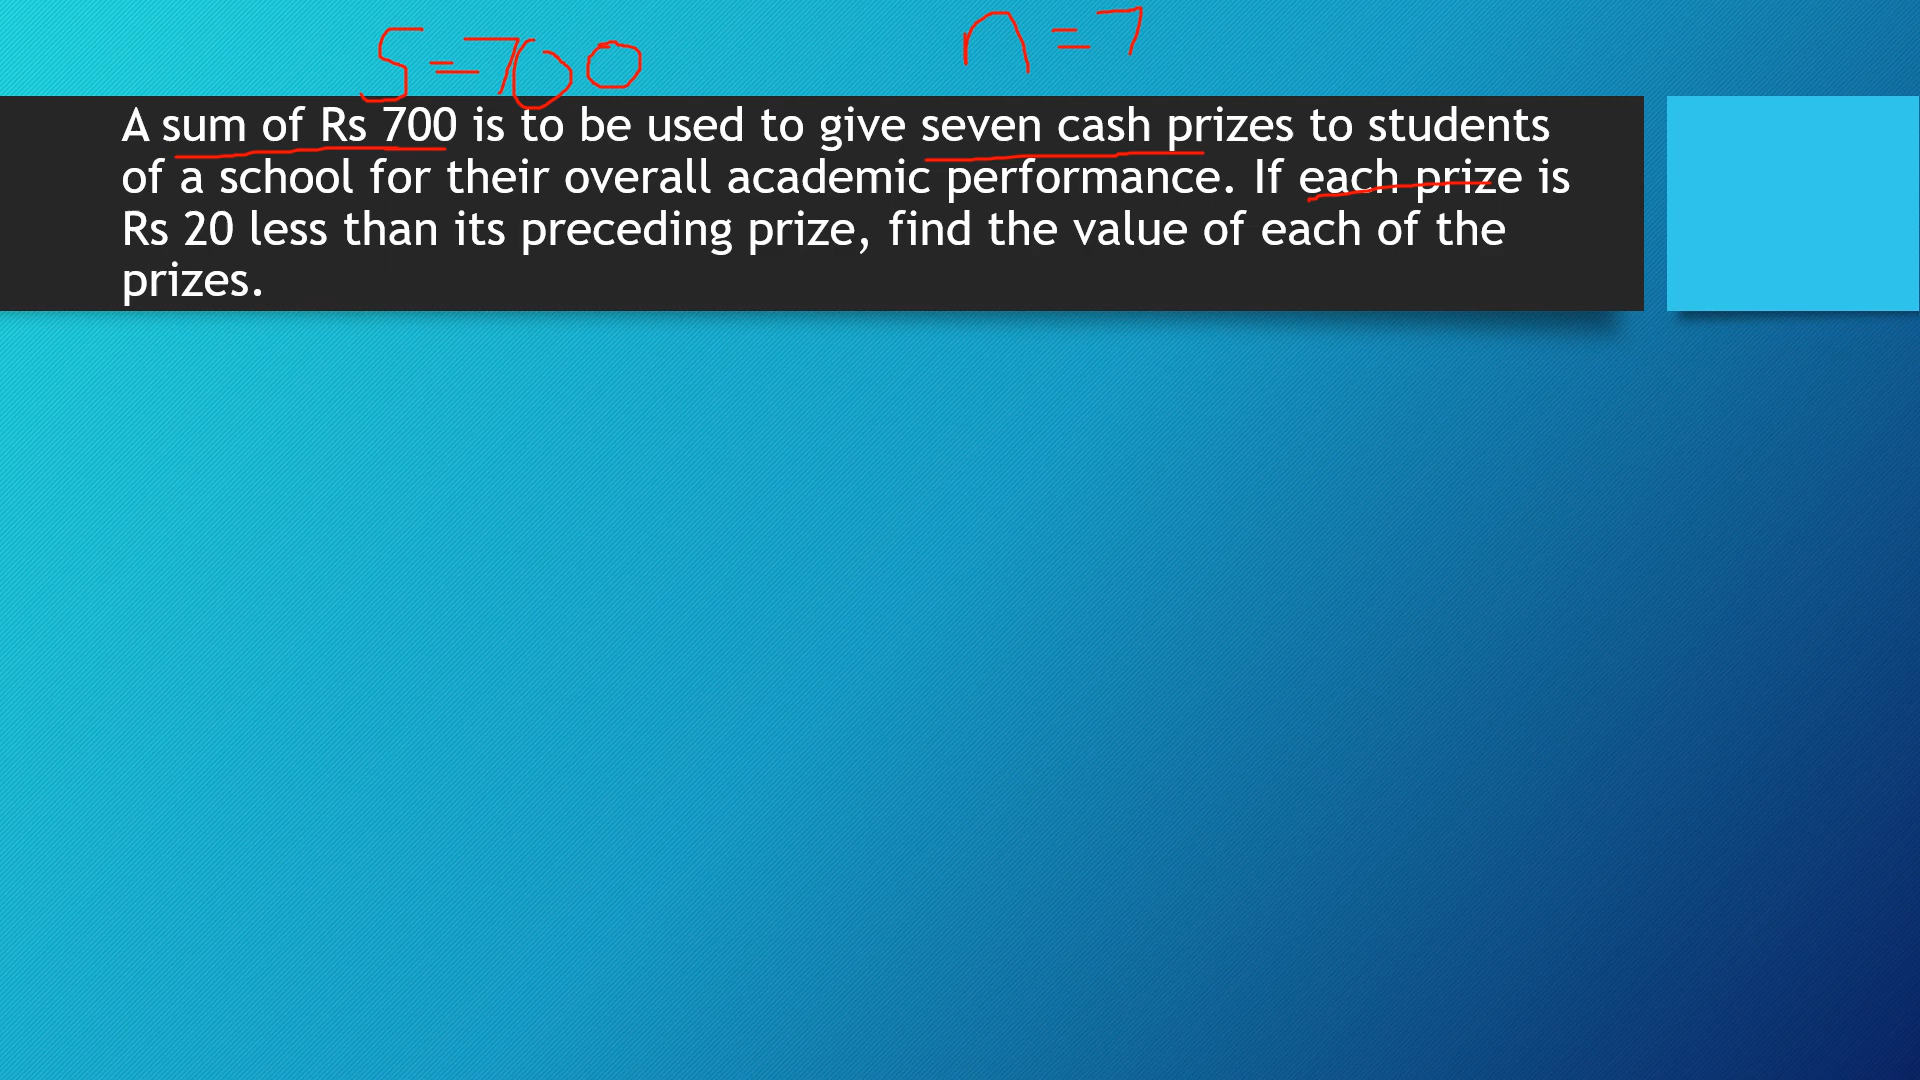 S=700 n=7
A sum of Rs 700 is to be used to give seven cash prizes to students
of a school for their overall academic performance. If each prize is
Rs 20 less than its preceding prize, find the value of each of the
prizes.